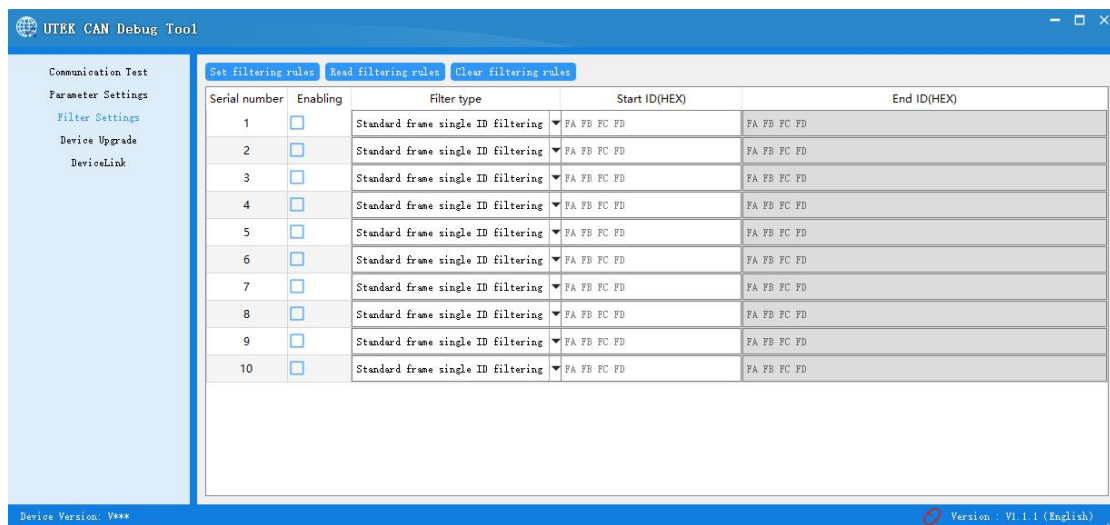 UTEK CAN Debug Tool
Communication Test
Parameter Settings
Filter Settings
Device Upgrade
DeviceLink
Set filtering rules Read filtering rules Clear filtering rules
Serial number Enabling Filter type Start ID(HEX) End ID(HEX)
1 Standard frame single ID filtering FA FB FC FD FA FB FC FD
2 Standard frame single ID filtering FA FB FC FD FA FB FC FD
3 Standard frame single ID filtering FA FB FC FD FA FB FC FD
4 Standard frame single ID filtering FA FB FC FD FA FB FC FD
5 Standard frame single ID filtering FA FB FC FD FA FB FC FD
6 Standard frame single ID filtering FA FB FC FD FA FB FC FD
7 Standard frame single ID filtering FA FB FC FD FA FB FC FD
8 Standard frame single ID filtering FA FB FC FD FA FB FC FD
9 Standard frame single ID filtering FA FB FC FD FA FB FC FD
10 Standard frame single ID filtering FA FB FC FD FA FB FC FD
Device Version: V*** Version : V1.1.1 (English)